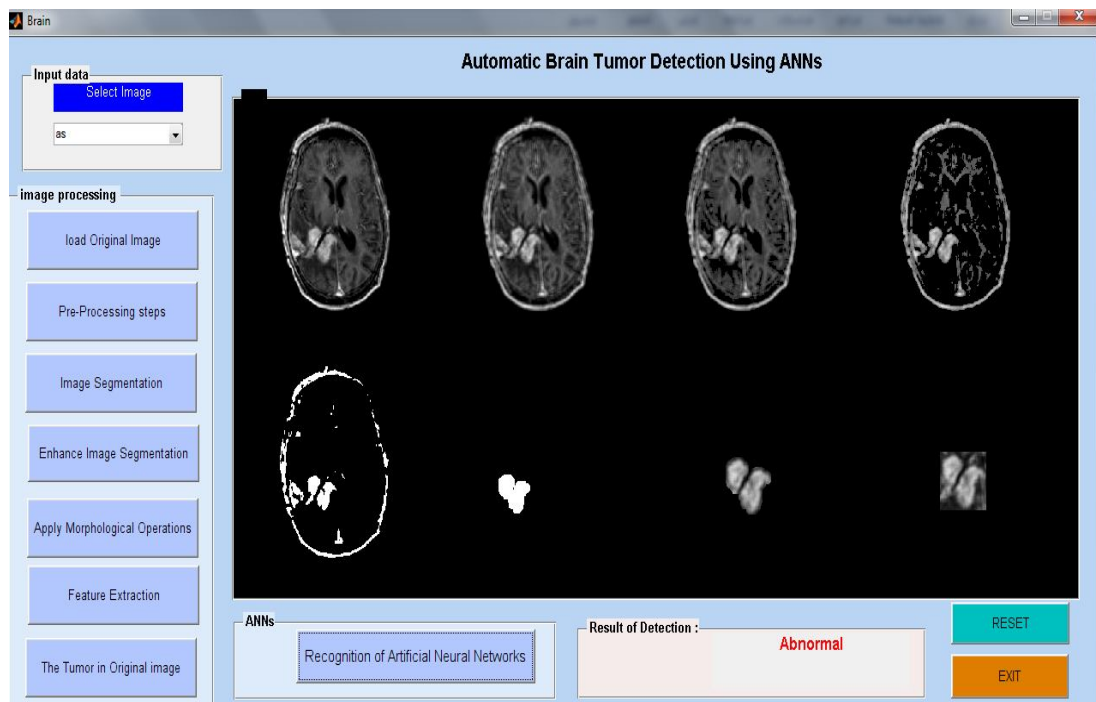 Brain
Automatic Brain Tumor Detection Using ANNs
Input data
Select Image
as
image processing
load Original Image
Pre-Processing steps
Image Segmentation
Enhance Image Segmentation
Apply Morphological Operations
Feature Extraction
The Tumor in Original image
ANNs
Recognition of Artificial Neural Networks
Result of Detection :
Abnormal
RESET
EXIT